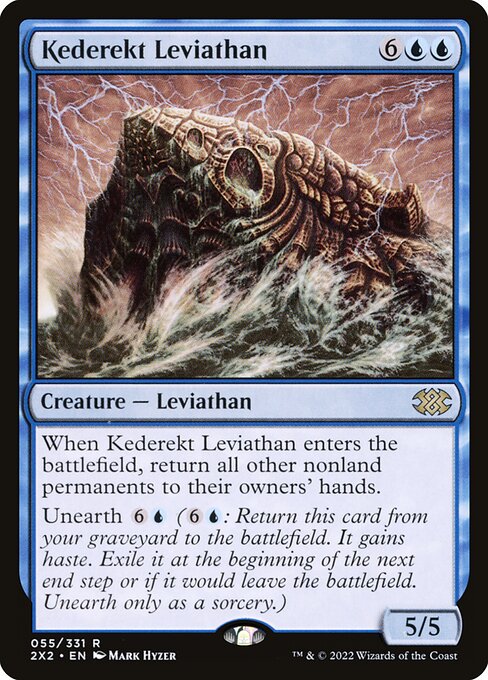 Kederekt Leviathan 6
Creature — Leviathan
When Kederekt Leviathan enters the
battlefield, return all other nonland
permanents to their owners' hands.
Unearth 6 (6 : Return this card from
your graveyard to the battlefield. It gains
haste. Exile it at the beginning of the next
end step or if it would leave the battlefield.
Unearth only as a sorcery.)
5/5
055/331 R
2X2 • EN Mark Hyzer
™ & © 2022 Wizards of the Coast